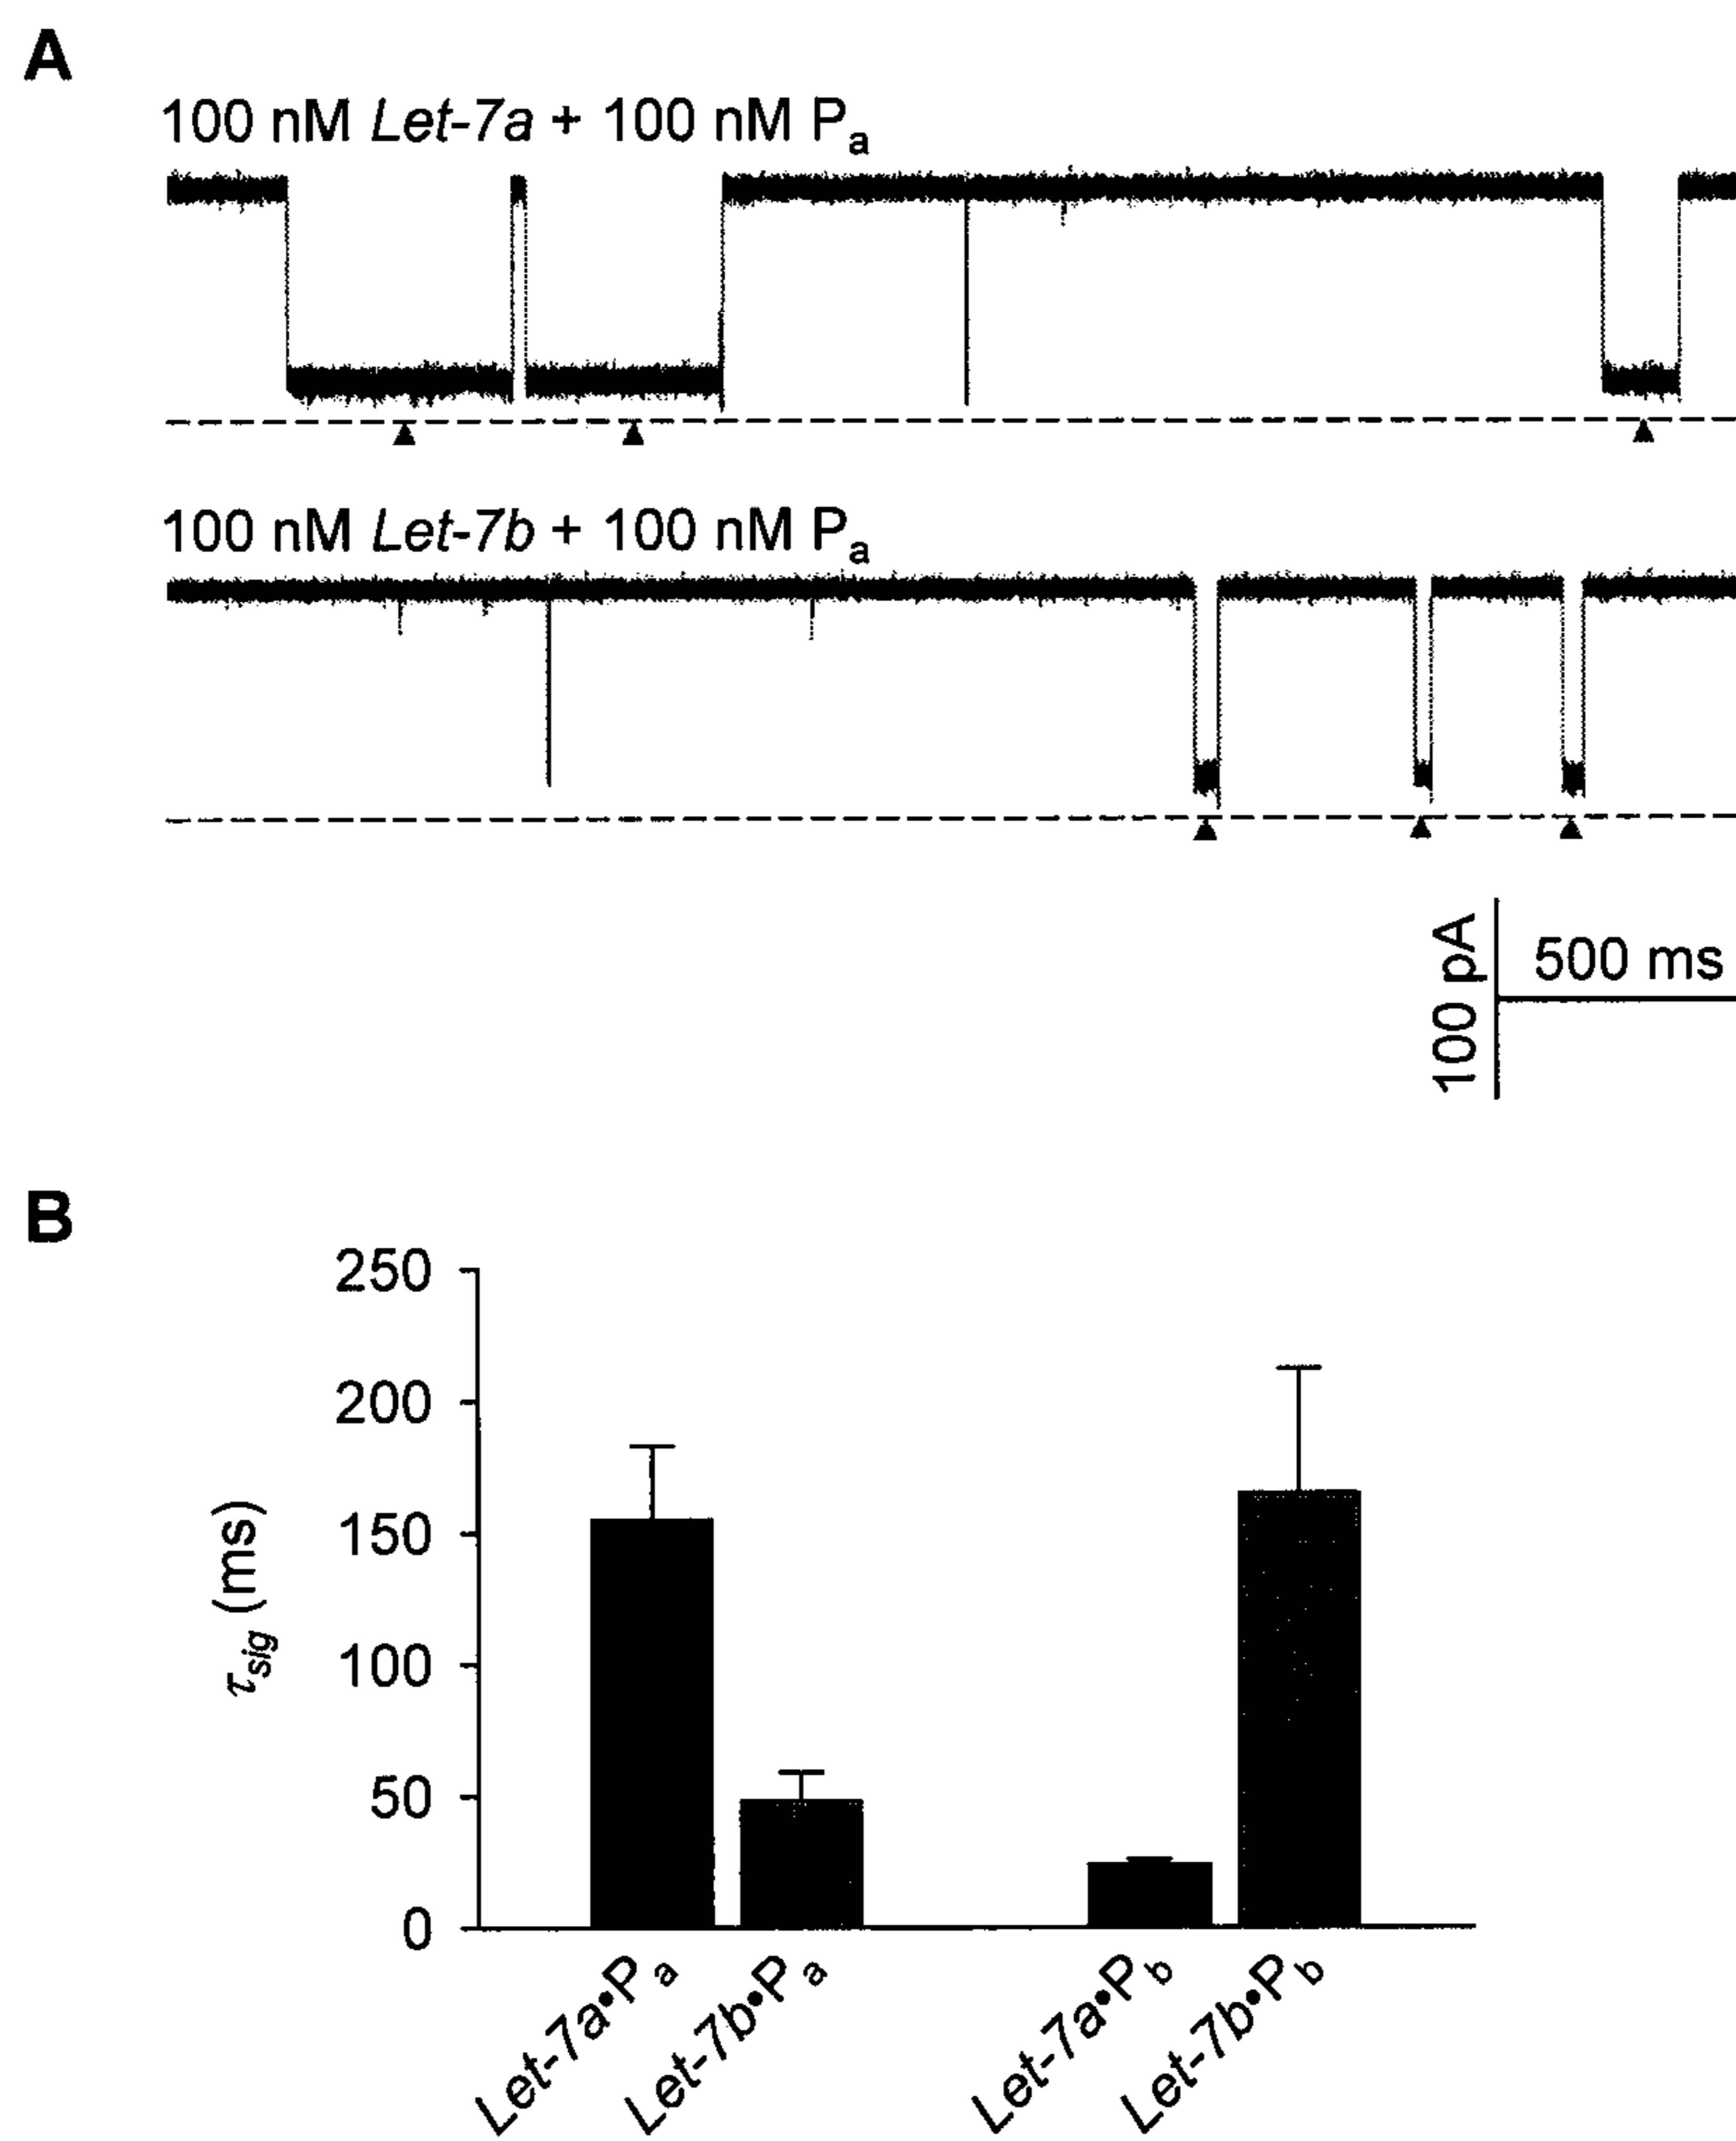 A
100 nM Let-7a + 100 nM Pa
100 nM Let-7b + 100 nM Pa
100 pA
500 ms
B
250
200
150
100
50
0
τsig (ms)
Let-7a•Pa
Let-7b•Pa
Let-7a•Pb
Let-7b•Pb